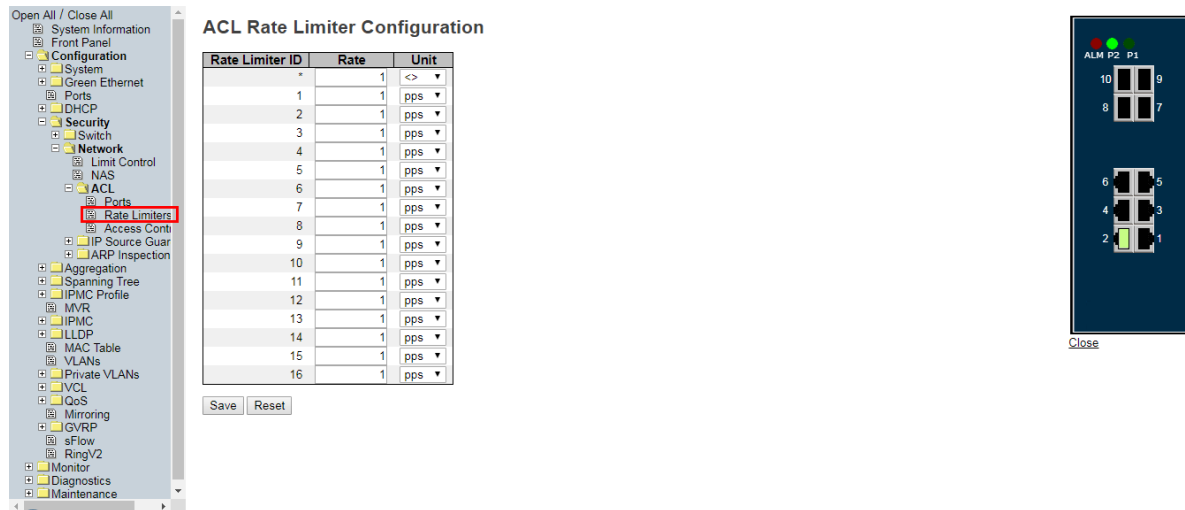 Open All / Close All
System Information
Front Panel
Configuration
System
Green Ethernet
Ports
DHCP
Security
Switch
Network
Limit Control
NAS
ACL
Ports
Rate Limiters
Access Conti
IP Source Guar
ARP Inspection
Aggregation
Spanning Tree
IPMC Profile
MVR
IPMC
LLDP
MAC Table
VLANs
Private VLANs
VCL
QoS
Mirroring
GVRP
sFlow
RingV2
Monitor
Diagnostics
Maintenance
ACL Rate Limiter Configuration
Rate Limiter ID Rate Unit
* 1 <>
1 1 pps
2 1 pps
3 1 pps
4 1 pps
5 1 pps
6 1 pps
7 1 pps
8 1 pps
9 1 pps
10 1 pps
11 1 pps
12 1 pps
13 1 pps
14 1 pps
15 1 pps
16 1 pps
Save Reset
ALM P2 P1
10 9
8 7
6 5
4 3
2 1
Close